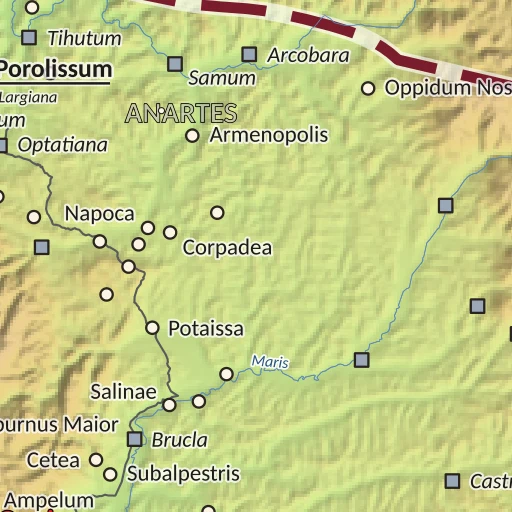 Tihutum
Arcobara
Porolissum
Samum
Oppidum Nos
Largiana
um
ANARTES
Armenopolis
Optatiana
Napoca
Corpadea
Potaissa
Maris
Salinae
burnus Maior
Brucla
Cetea
Subalpestris
Castr
Ampelum